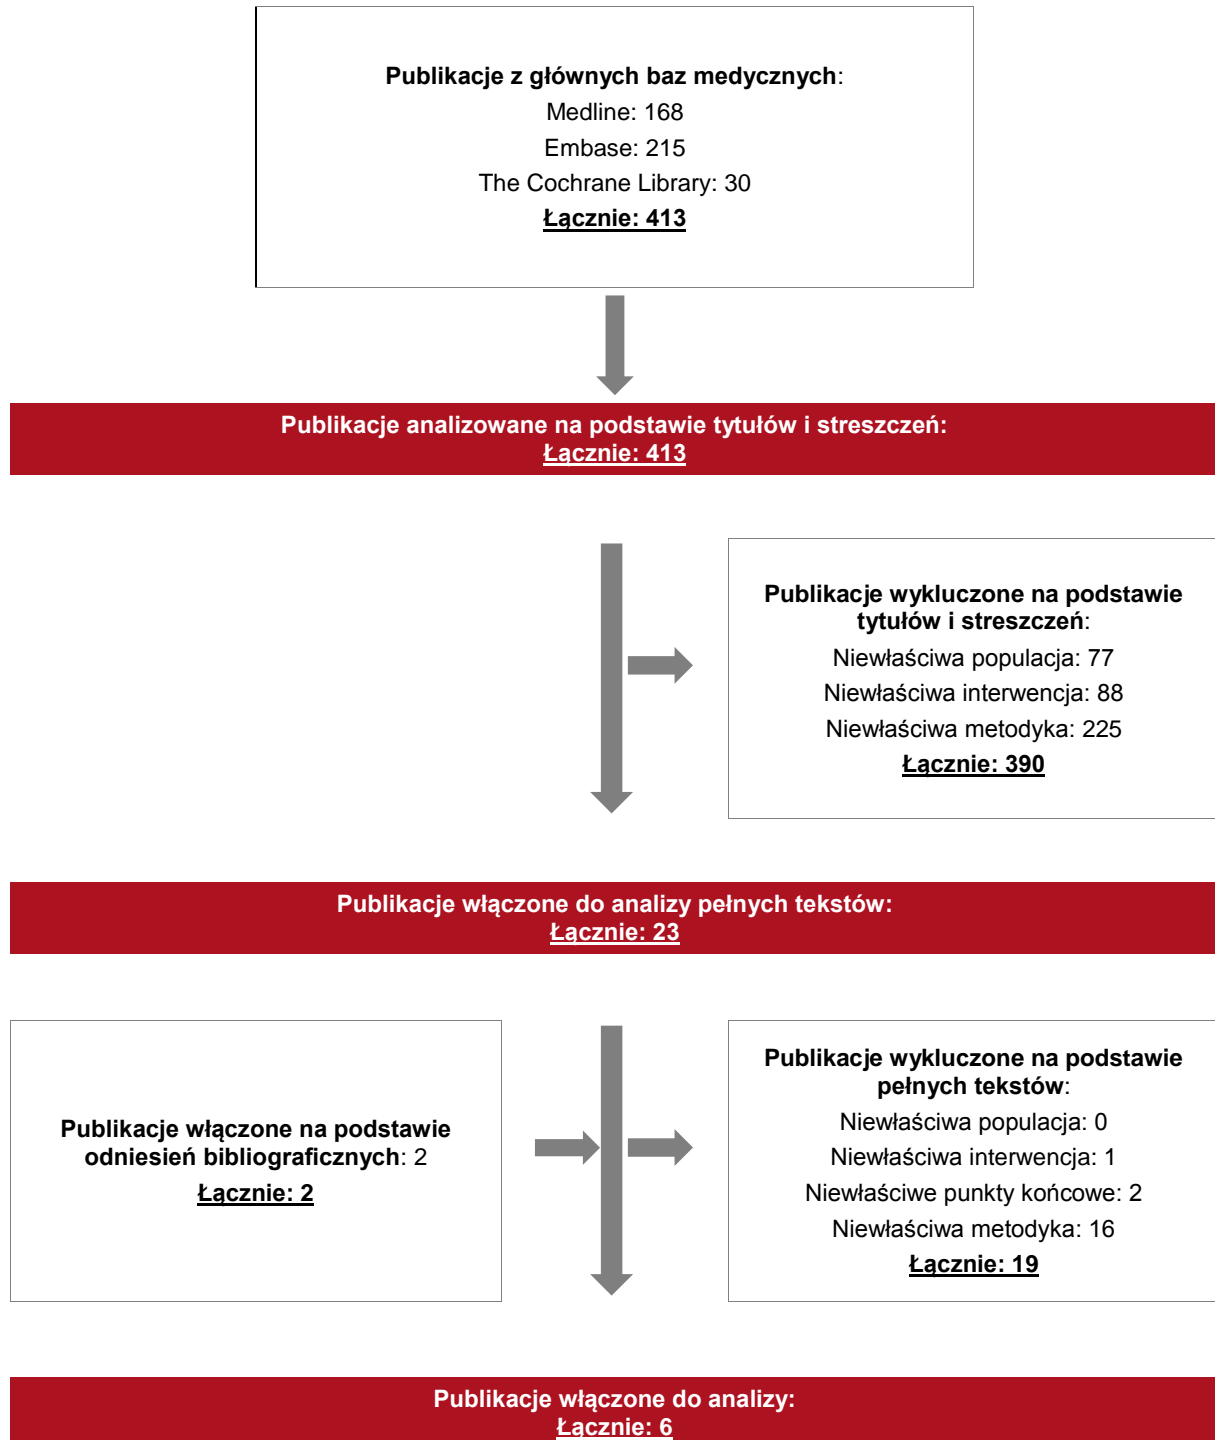 Publikacje z głównych baz medycznych:
Medline: 168
Embase: 215
The Cochrane Library: 30
Łącznie: 413
Publikacje analizowane na podstawie tytułów i streszczeń:
Łącznie: 413
Publikacje wykluczone na podstawie
tytułów i streszczeń:
Niewłaściwa populacja: 77
Niewłaściwa interwencja: 88
Niewłaściwa metodyka: 225
Łącznie: 390
Publikacje włączone do analizy pełnych tekstów:
Łącznie: 23
Publikacje włączone na podstawie
odniesień bibliograficznych: 2
Łącznie: 2
Publikacje wykluczone na podstawie
pełnych tekstów:
Niewłaściwa populacja: 0
Niewłaściwa interwencja: 1
Niewłaściwe punkty końcowe: 2
Niewłaściwa metodyka: 16
Łącznie: 19
Publikacje włączone do analizy:
Łącznie: 6